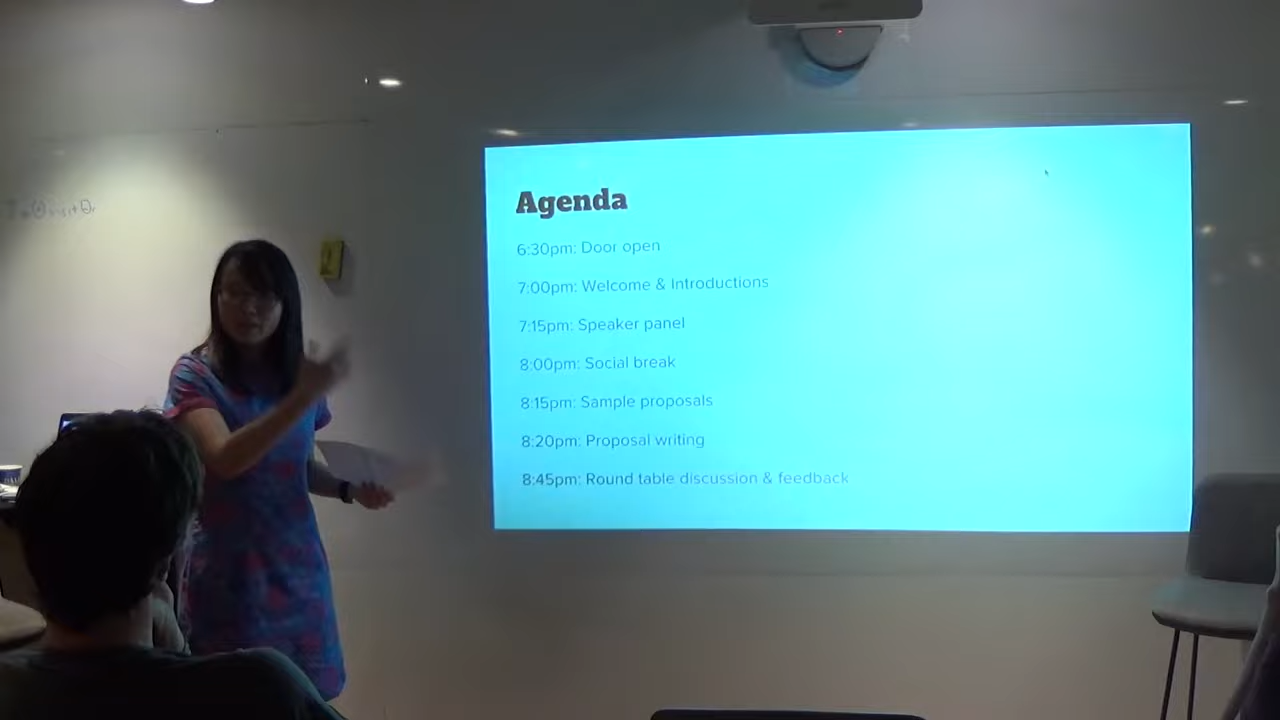 Agenda
6:30pm: Door open
7:00pm: Welcome & Introductions
7:15pm: Speaker panel
8:00pm: Social break
8:15pm: Sample proposals
8:20pm: Proposal writing
8:45pm: Round table discussion & feedback